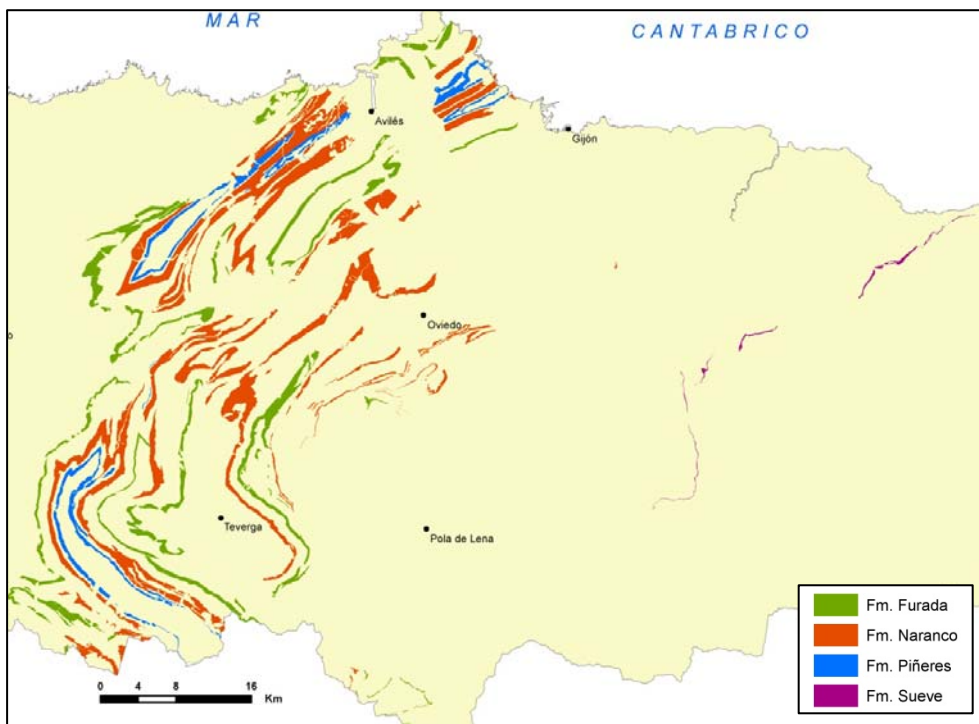 MAR
CANTABRICO
Avilés
Gijón
Oviedo
Teverga
Pola de Lena
o
0 4 8 16
Km
Fm. Furada
Fm. Naranco
Fm. Piñeres
Fm. Sueve